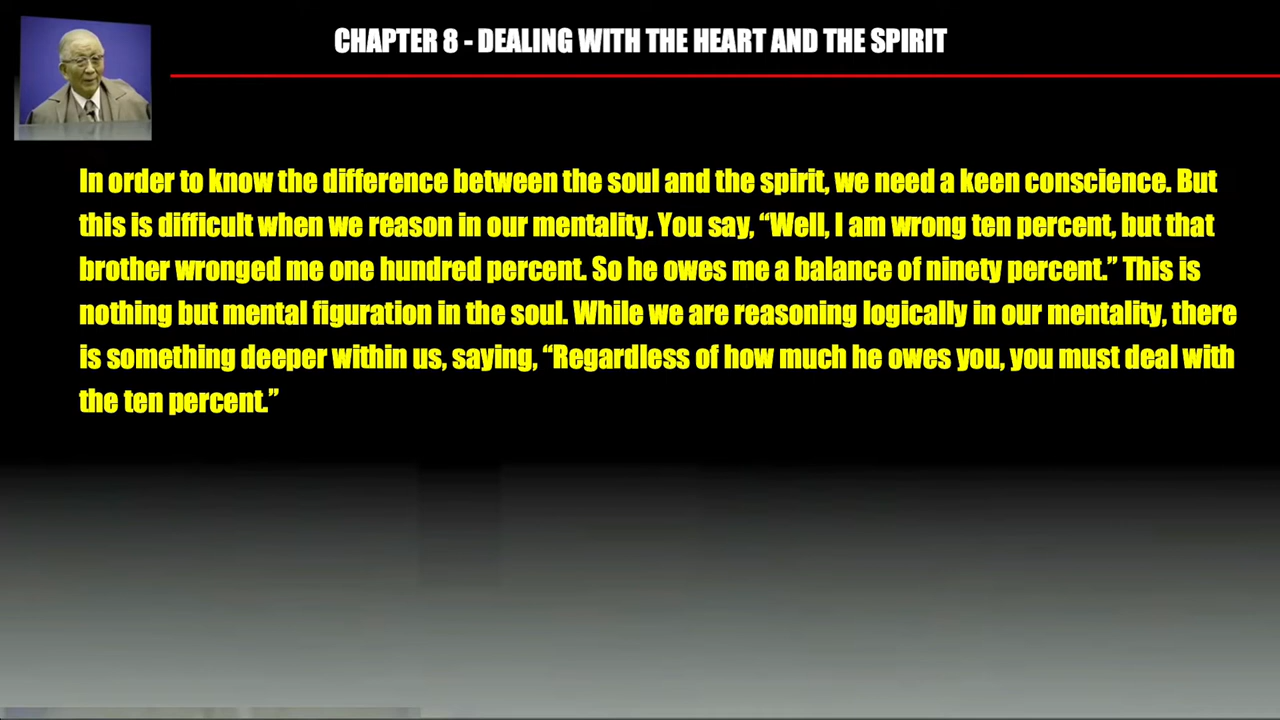 CHAPTER 8 - DEALING WITH THE HEART AND THE SPIRIT
In order to know the difference between the soul and the spirit, we need a keen conscience. But
this is difficult when we reason in our mentality. You say, “Well, I am wrong ten percent, but that
brother wronged me one hundred percent. So he owes me a balance of ninety percent.” This is
nothing but mental figuration in the soul. While we are reasoning logically in our mentality, there
is something deeper within us, saying, “Regardless of how much he owes you, you must deal with
the ten percent.”